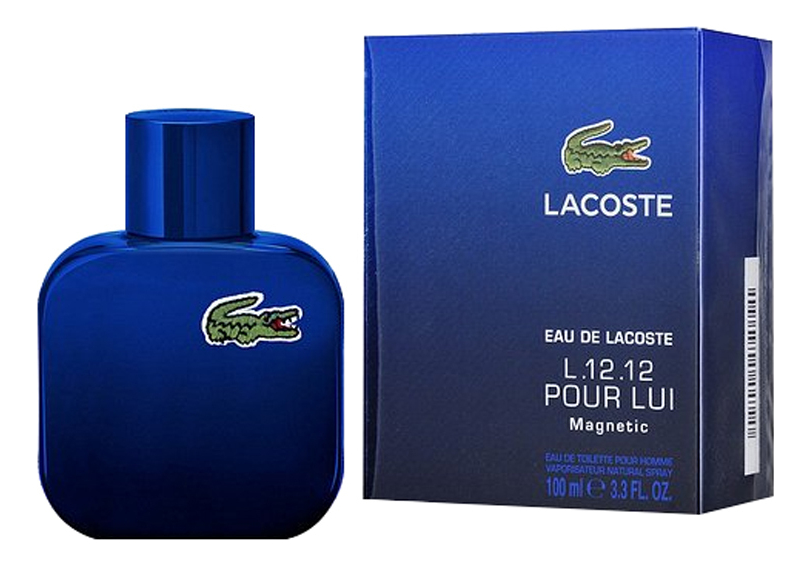 LACOSTE
EAU DE LACOSTE
L.12.12
POUR LUI
Magnetic
EAU DE TOILETTE POUR HOMME
VAPORISATEUR NATURAL SPRAY
100 ml ℮ 3.3 FL. OZ.